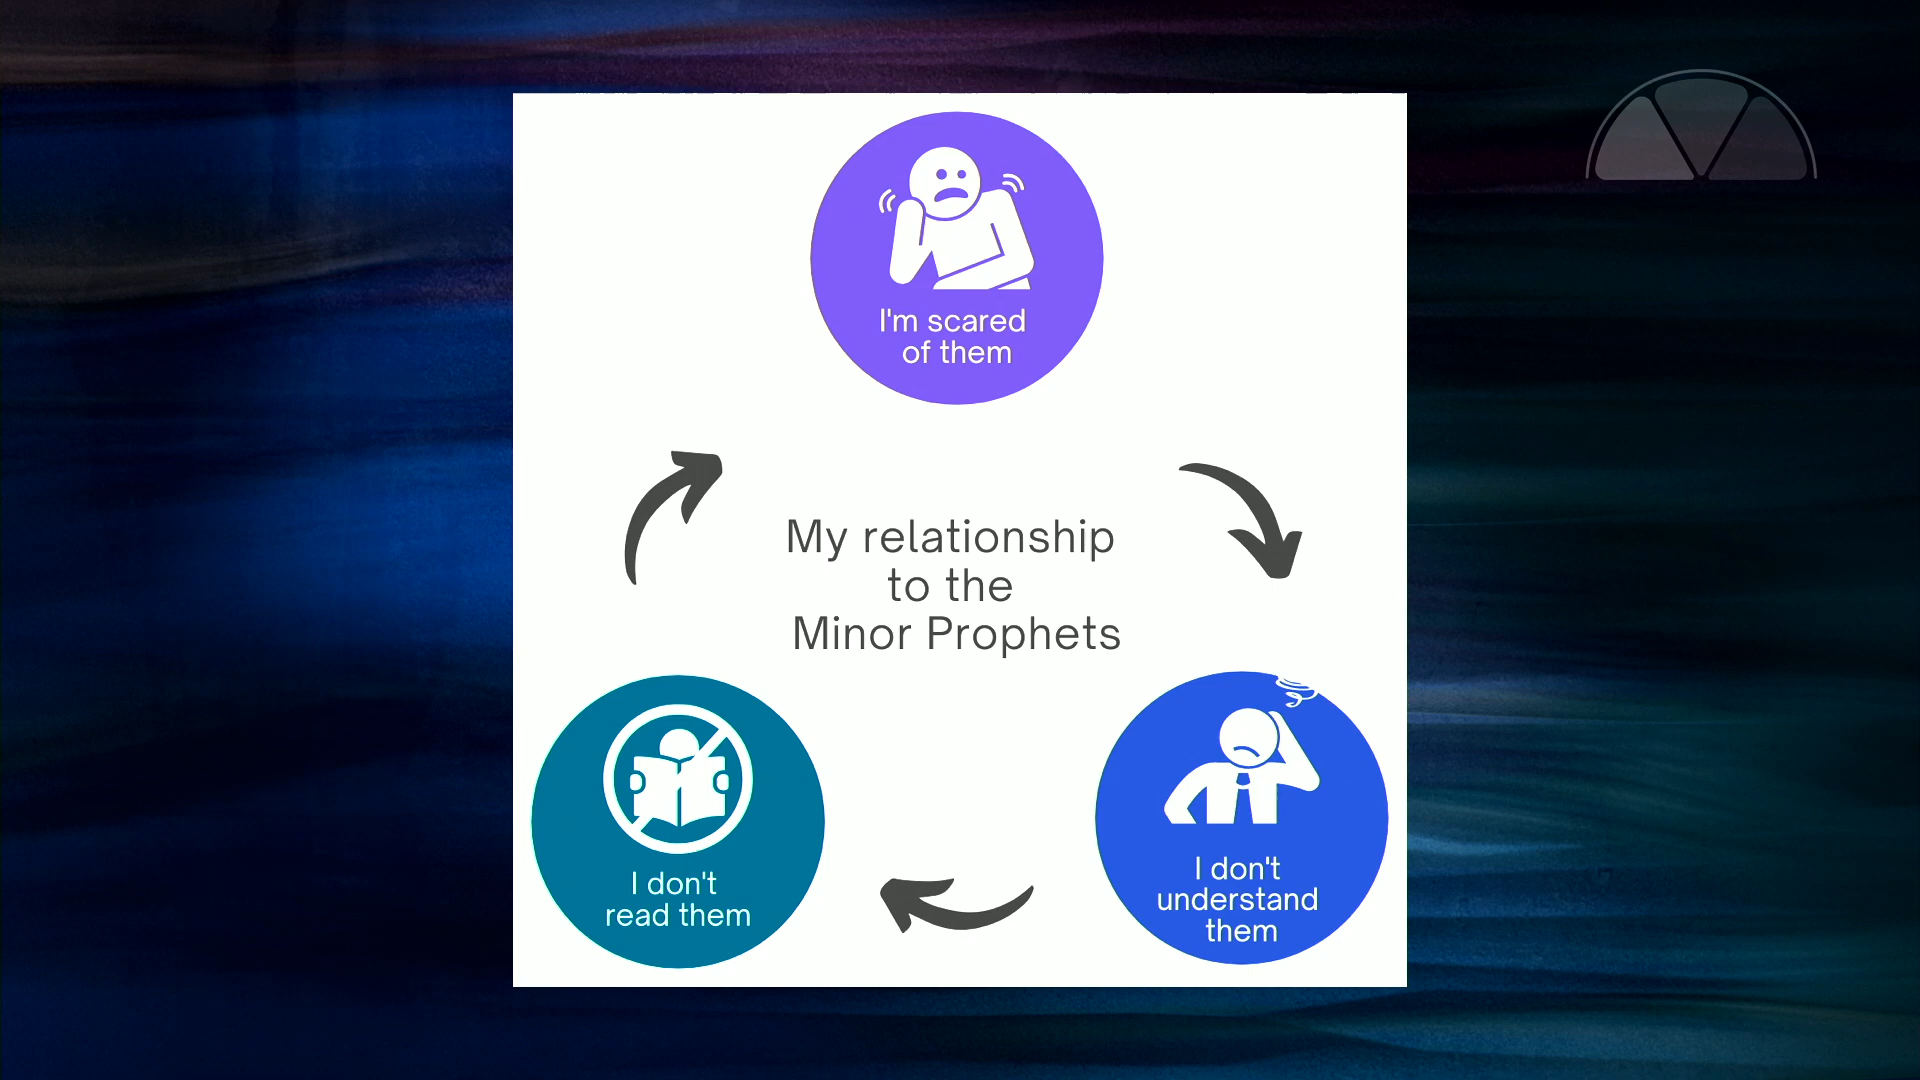 I'm scared
of them
My relationship
to the
Minor Prophets
I don't
understand
them
I don't
read them